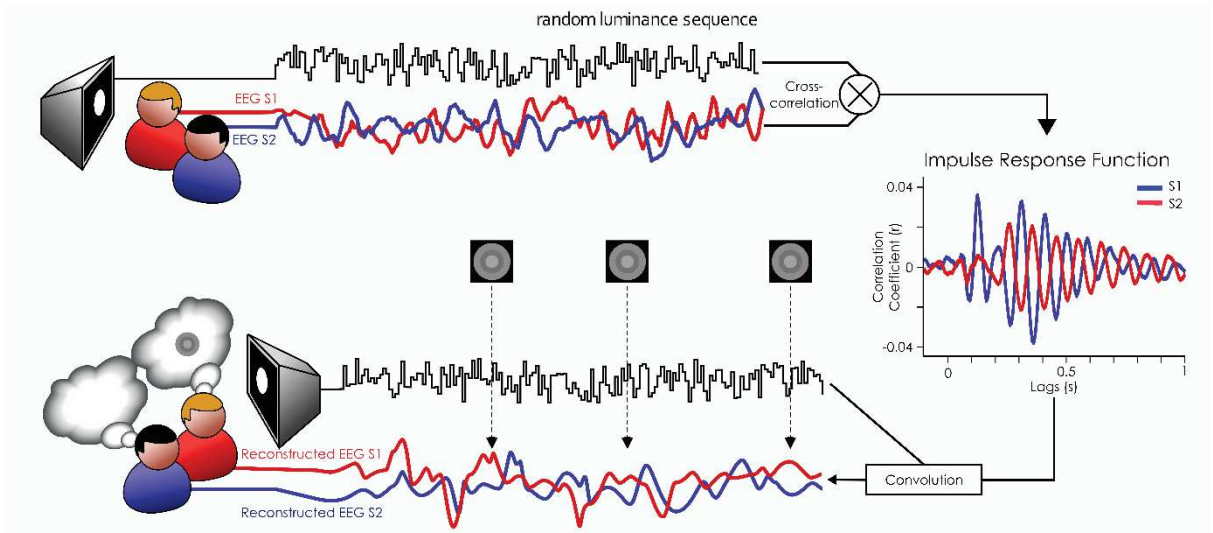 random luminance sequence
EEG S1
EEG S2
Cross-
correlation
Impulse Response Function
0.04
0
-0.04
Correlation
Coefficient (r)
S1
S2
0
0.5
1
Lags (s)
Reconstructed EEG S1
Reconstructed EEG S2
Convolution